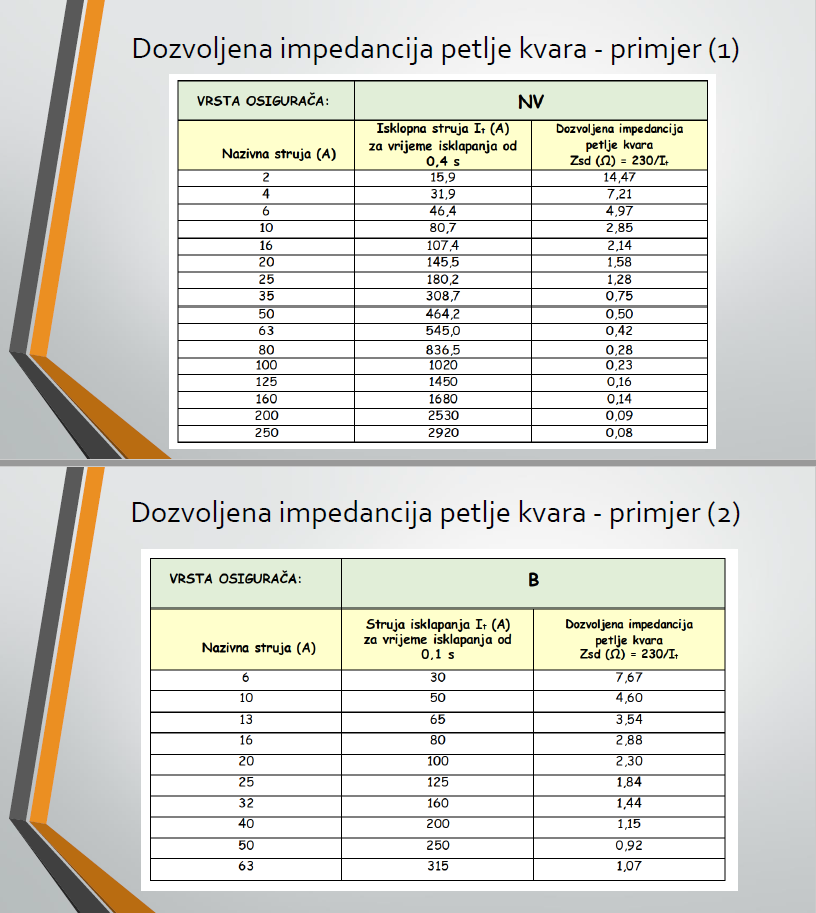 Dozvoljena impedancija petlje kvara - primjer (1)
VRSTA OSIGURAČA: NV
Nazivna struja (A) Isklopna struja It (A) za vrijeme isklapanja od 0,4 s Dozvoljena impedancija petlje kvara Zsd (Ω) = 230/It
2 15,9 14,47
4 31,9 7,21
6 46,4 4,97
10 80,7 2,85
16 107,4 2,14
20 145,5 1,58
25 180,2 1,28
35 308,7 0,75
50 464,2 0,50
63 545,0 0,42
80 836,5 0,28
100 1020 0,23
125 1450 0,16
160 1680 0,14
200 2530 0,09
250 2920 0,08
Dozvoljena impedancija petlje kvara - primjer (2)
VRSTA OSIGURAČA: B
Nazivna struja (A) Struja isklapanja It (A) za vrijeme isklapanja od 0,1 s Dozvoljena impedancija petlje kvara Zsd (Ω) = 230/It
6 30 7,67
10 50 4,60
13 65 3,54
16 80 2,88
20 100 2,30
25 125 1,84
32 160 1,44
40 200 1,15
50 250 0,92
63 315 1,07